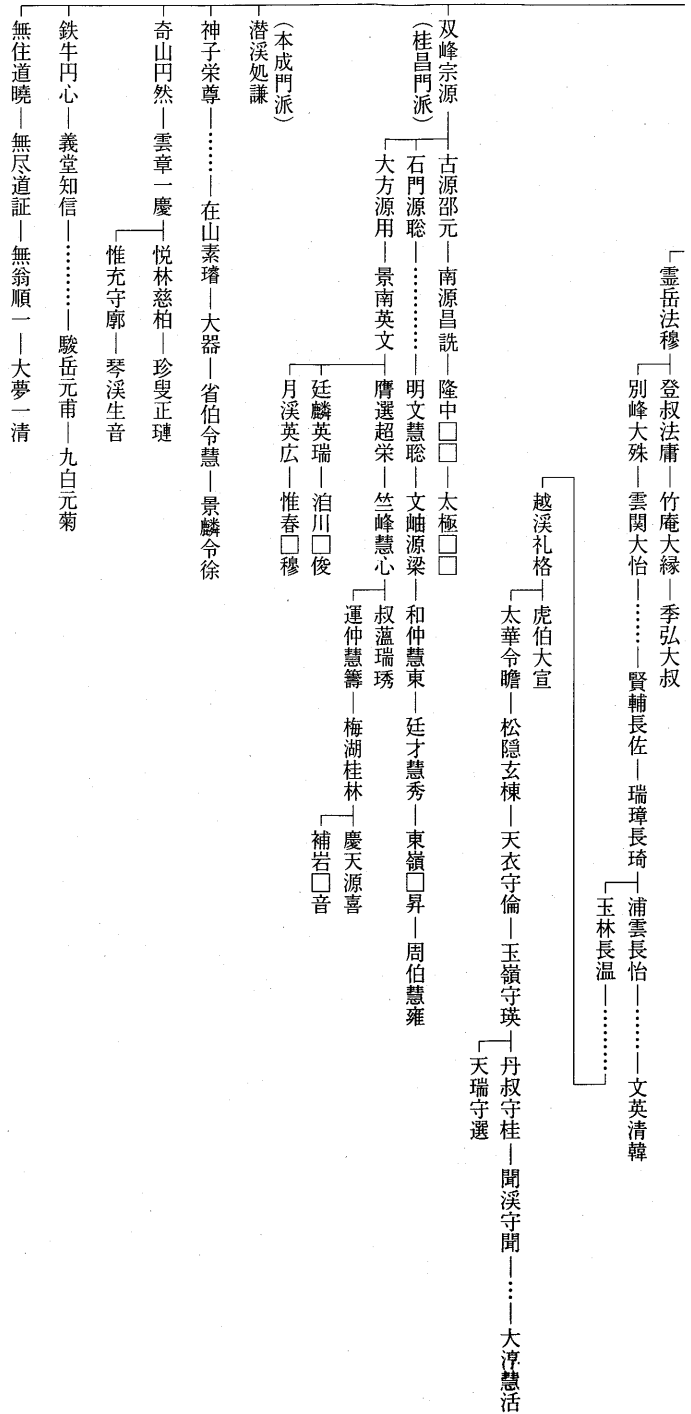 霊岳法穆―登叔法庸―竹庵大縁―季弘大叔
別峰大殊―雲関大怡―………―賢輔長佐―瑞璋長琦―浦雲長怡―………―文英清韓
玉林長温―…………
越渓礼格―虎伯大宣
太華令瞻―松隠玄棟―天衣守倫―玉嶺守瑛―丹叔守桂―聞渓守聞―……―大淳慧活
天瑞守選
双峰宗源―古源邵元―南源昌詵―隆中□□―太極□□
(桂昌門派)
石門源聡―…………―明文慧聡―文岫源梁―和仲慧東―廷才慧秀―東嶺□昇―周伯慧雍
大方源用―景南英文―膺選超栄―竺峰慧心―叔薀瑞琇
運仲慧籌―梅湖桂林―慶天源喜
補岩□音
廷麟英瑞―洎川□俊
月渓英広―惟春□穆
(本成門派)
潜渓処謙
神子栄尊―……―在山素璿―大器―省伯令慧―景麟令徐
奇山円然―雲章一慶―悦林慈柏―珍叟正璉
惟充守廓―琴渓生音
鉄牛円心―義堂知信―…………―駿岳元甫―九白元菊
無住道曉―無尽道証―無翁順一―大夢一清